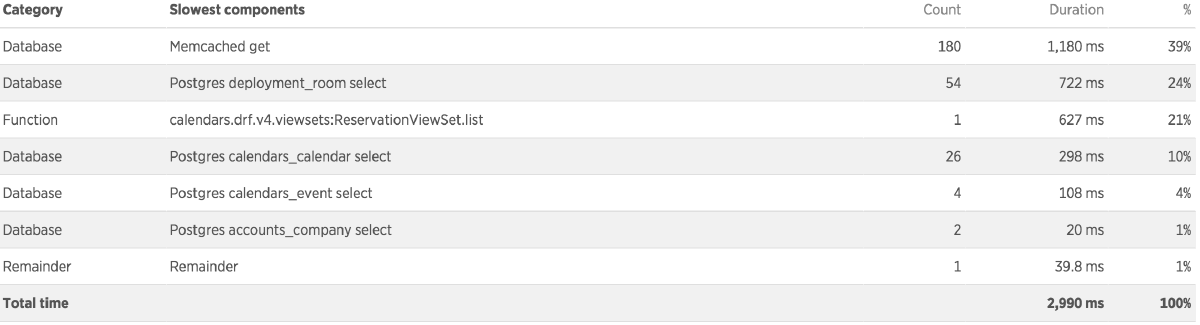 Category Slowest components Count Duration %
Database Memcached get 180 1,180 ms 39%
Database Postgres deployment_room select 54 722 ms 24%
Function calendars.drf.v4.viewsets:ReservationViewSet.list 1 627 ms 21%
Database Postgres calendars_calendar select 26 298 ms 10%
Database Postgres calendars_event select 4 108 ms 4%
Database Postgres accounts_company select 2 20 ms 1%
Remainder Remainder 1 39.8 ms 1%
Total time 2,990 ms 100%